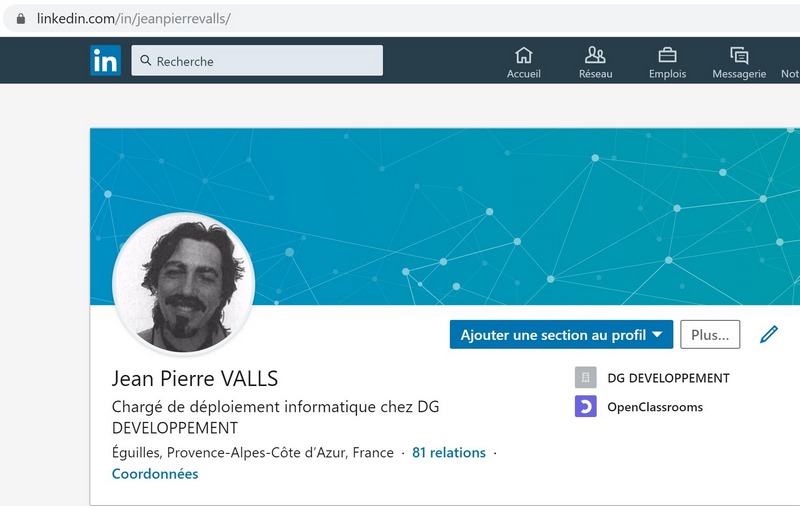 linkedin.com/in/jeanpierrevalls/
in
Recherche
Accueil
Réseau
Emplois
Messagerie
Not
Ajouter une section au profil
Plus...
Jean Pierre VALLS
Chargé de déploiement informatique chez DG
DEVELOPPEMENT
Éguilles, Provence-Alpes-Côte d’Azur, France · 81 relations ·
Coordonnées
DG DEVELOPPEMENT
OpenClassrooms